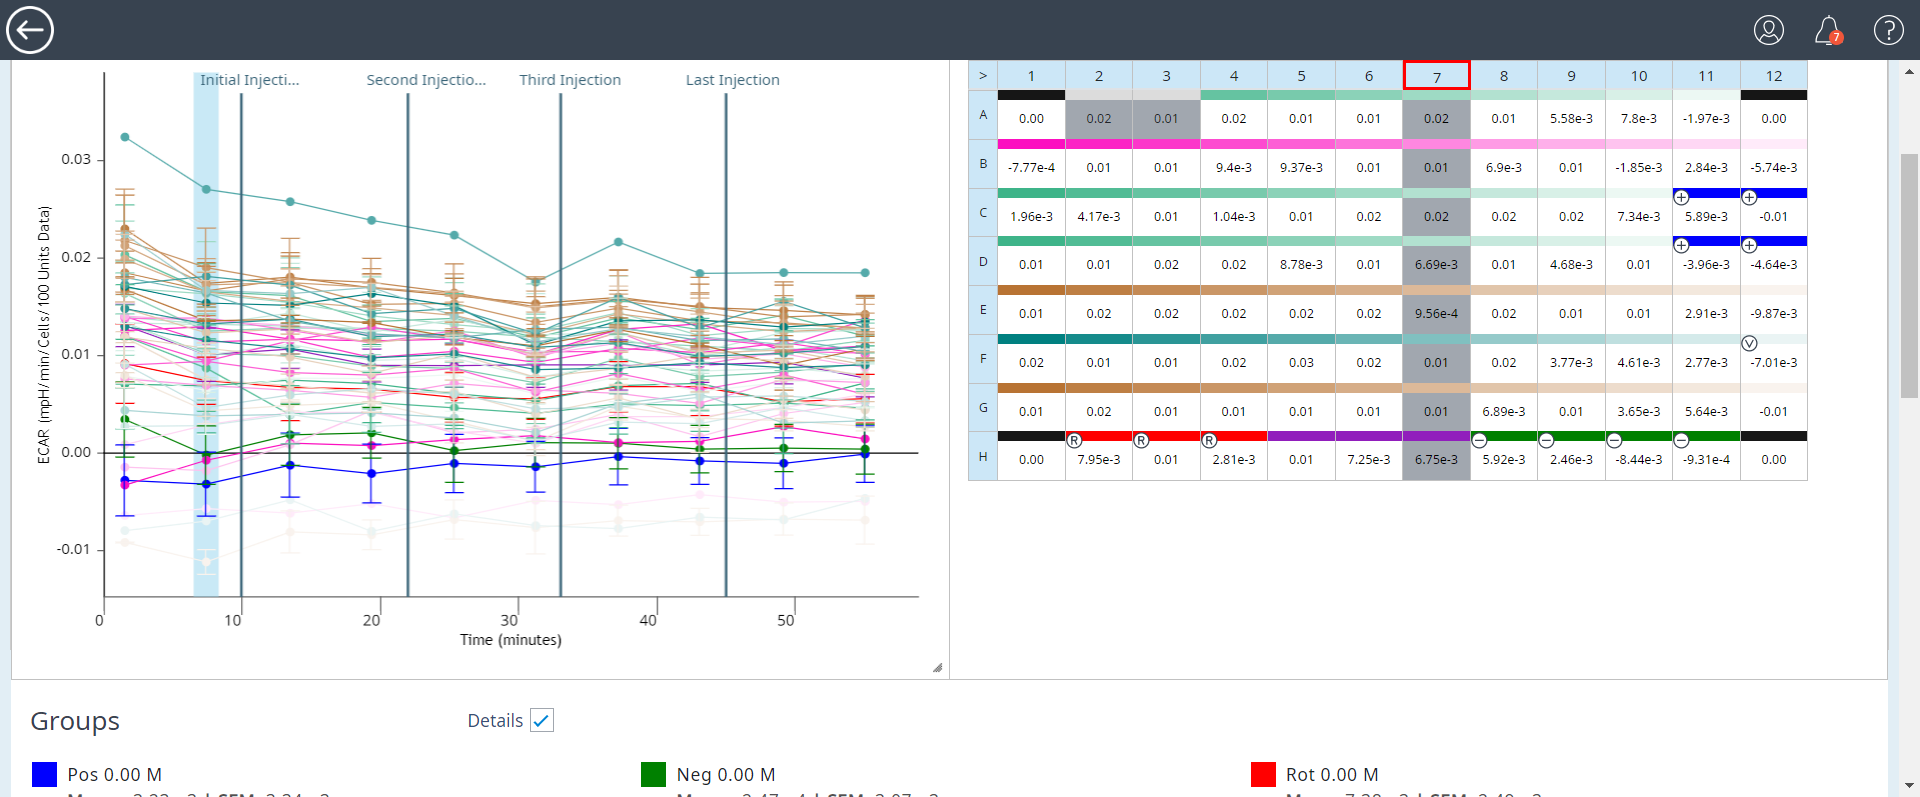 7
?
Initial Injecti...
Second Injectio...
Third Injection
Last Injection
ECAR (mpH/min/Cells/100 Units Data)
0.03
0.02
0.01
0.00
-0.01
0 10 20 30 40 50
Time (minutes)
> 1 2 3 4 5 6 7 8 9 10 11 12
A 0.00 0.02 0.01 0.02 0.01 0.01 0.02 0.01 5.58e-3 7.8e-3 -1.97e-3 0.00
B -7.77e-4 0.01 0.01 9.4e-3 9.37e-3 0.01 0.01 6.9e-3 0.01 -1.85e-3 2.84e-3 -5.74e-3
+ +
C 1.96e-3 4.17e-3 0.01 1.04e-3 0.01 0.02 0.02 0.02 0.02 7.34e-3 5.89e-3 -0.01
+ +
D 0.01 0.01 0.02 0.02 8.78e-3 0.01 6.69e-3 0.01 4.68e-3 0.01 -3.96e-3 -4.64e-3
E 0.01 0.02 0.02 0.02 0.02 0.02 9.56e-4 0.02 0.01 0.01 2.91e-3 -9.87e-3
V
F 0.02 0.01 0.01 0.02 0.03 0.02 0.01 0.02 3.77e-3 4.61e-3 2.77e-3 -7.01e-3
G 0.01 0.02 0.01 0.01 0.01 0.01 0.01 6.89e-3 0.01 3.65e-3 5.64e-3 -0.01
R R R − − − −
H 0.00 7.95e-3 0.01 2.81e-3 0.01 7.25e-3 6.75e-3 5.92e-3 2.46e-3 -8.44e-3 -9.31e-4 0.00
Groups
Details
Pos 0.00 M
Neg 0.00 M
Rot 0.00 M